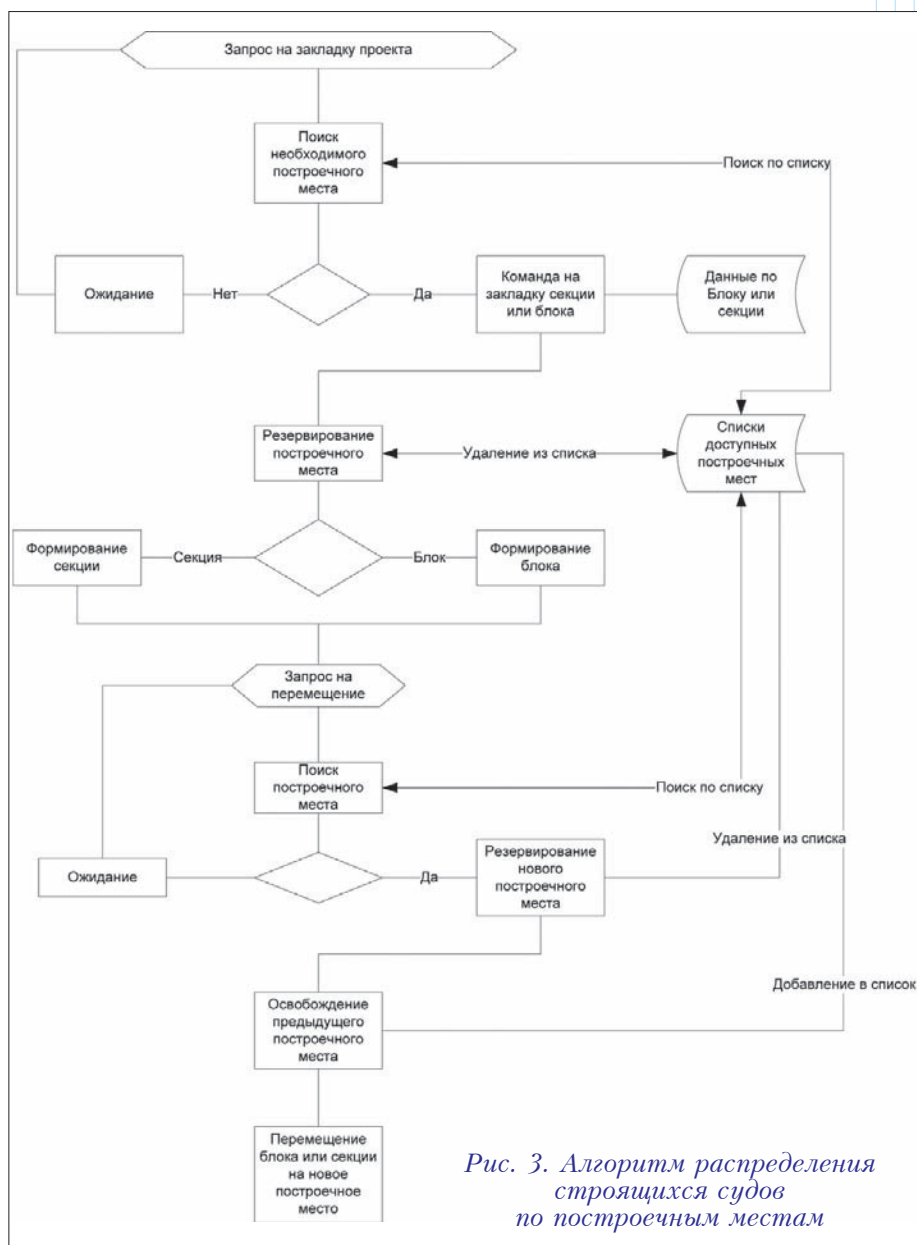 Запрос на закладку проекта
Поиск
необходимого
построечного
места
Поиск по списку
Ожидание
Нет
Да
Команда на
закладку секции
или блока
Данные по
Блоку или
секции
Резервирование
построечного
места
Удаление из списка
Списки
доступных
построечных
мест
Формирование
секции
Секция
Блок
Формирование
блока
Запрос на
перемещение
Поиск
построечного
места
Поиск по списку
Удаление из списка
Ожидание
Да
Резервирование
нового
построечного
места
Добавление в список
Освобождение
предыдущего
построечного
места
Перемещение
блока или секции
на новое
построечное
место
Рис. 3. Алгоритм распределения
строящихся судов
по построечным местам